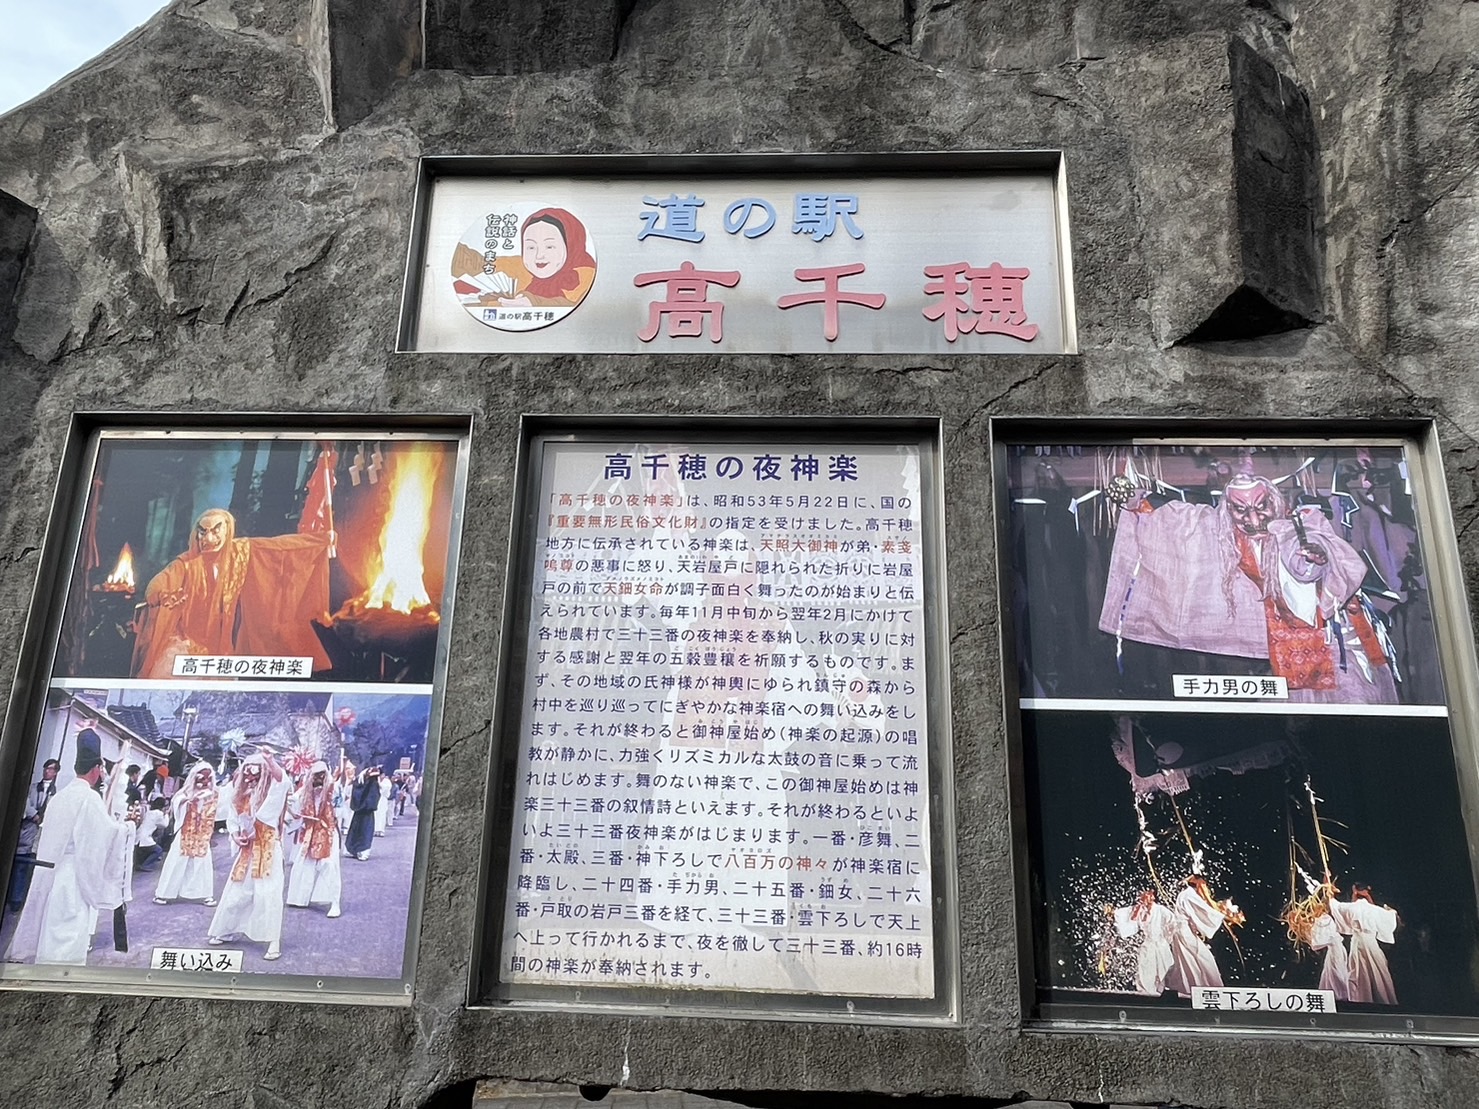 神話と
伝説のまち
道の駅 高千穂
道の駅
高千穂
高千穂の夜神楽
舞い込み
高千穂の夜神楽
「高千穂の夜神楽」は、昭和53年5月22日に、国の
『重要無形民俗文化財』の指定を受けました。高千穂
地方に伝承されている神楽は、天照大御神が弟・素戔
嗚尊の悪事に怒り、天岩屋戸に隠れられた折りに岩屋
戸の前で天鈿女命が調子面白く舞ったのが始まりと伝
えられています。毎年11月中旬から翌年2月にかけて
各地農村で三十三番の夜神楽を奉納し、秋の実りに対
する感謝と翌年の五穀豊穣を祈願するものです。ま
ず、その地域の氏神様が神輿にゆられ鎮守の森から
村中を巡り巡ってにぎやかな神楽宿への舞い込みをし
ます。それが終わると御神屋始め（神楽の起源）の唱
教が静かに、力強くリズミカルな太鼓の音に乗って流
れはじめます。舞のない神楽で、この御神屋始めは神
楽三十三番の叙情詩といえます。それが終わるといよ
いよ三十三番夜神楽がはじまります。一番・彦舞、二
番・太殿、三番・神下ろしで八百万の神々が神楽宿に
降臨し、二十四番・手力男、二十五番・鈿女、二十六
番・戸取の岩戸三番を経て、三十三番・雲下ろしで天上
へ上って行かれるまで、夜を徹して三十三番、約16時
間の神楽が奉納されます。
手力男の舞
雲下ろしの舞